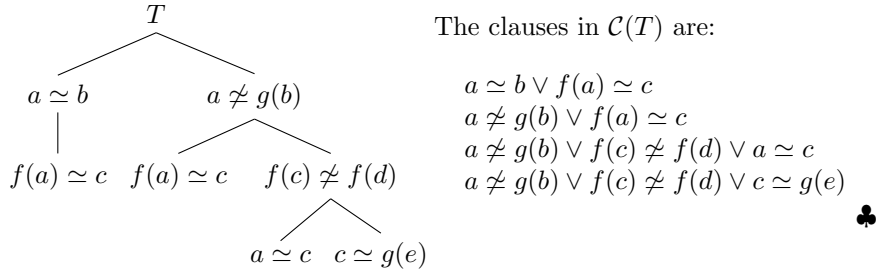 T
The clauses in 𝒞(T) are:
a ≃ b
a ≄ g(b)
f(a) ≃ c
f(a) ≃ c
f(c) ≄ f(d)
a ≃ c
c ≃ g(e)
a ≃ b ∨ f(a) ≃ c
a ≄ g(b) ∨ f(a) ≃ c
a ≄ g(b) ∨ f(c) ≄ f(d) ∨ a ≃ c
a ≄ g(b) ∨ f(c) ≄ f(d) ∨ c ≃ g(e)
♣